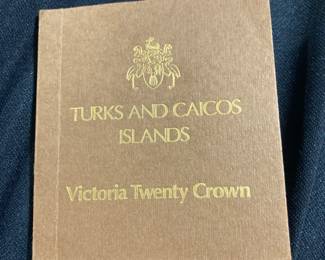 TURKS AND CAICOS
ISLANDS
Victoria Twenty Crown